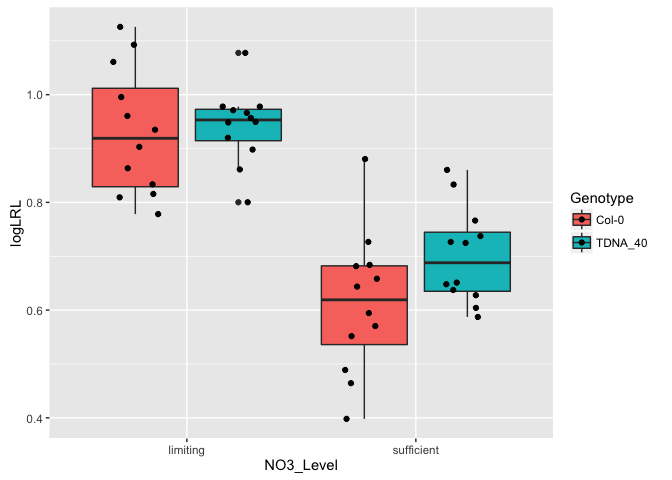 1.0
0.8
0.6
0.4
logLRL
limiting
sufficient
NO3_Level
Genotype
Col-0
TDNA_40